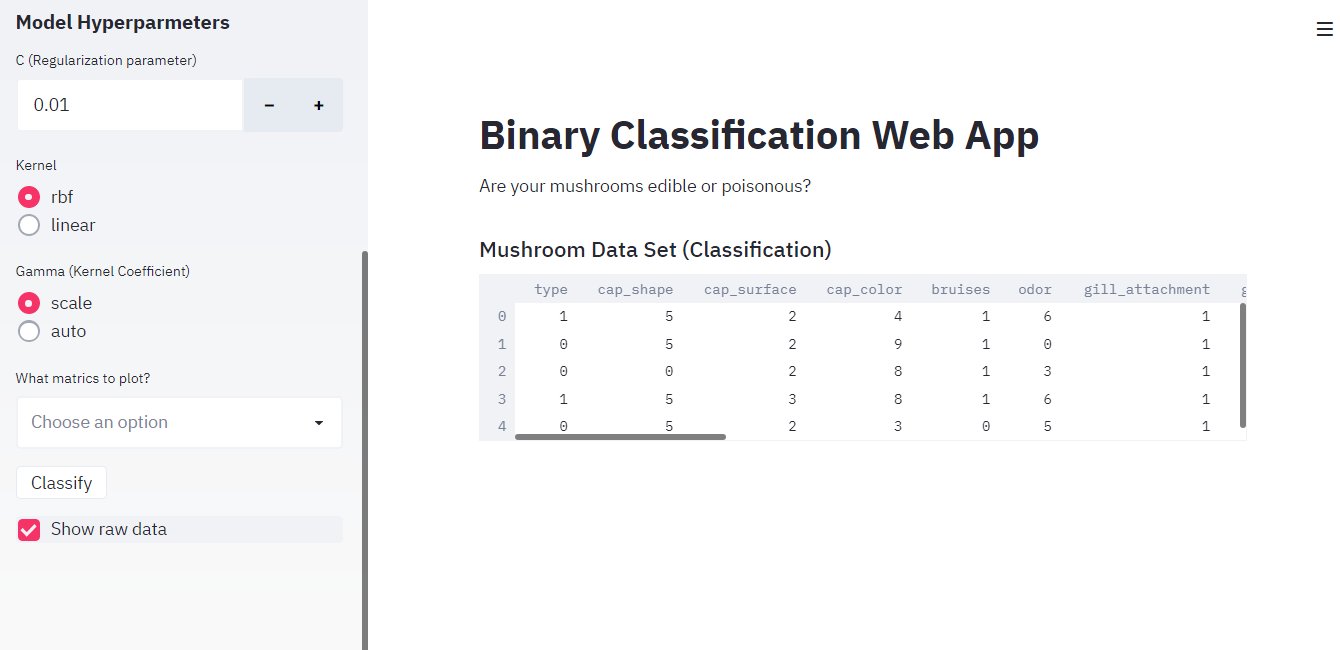 Model Hyperparmeters
C (Regularization parameter)
0.01 − +
Kernel
rbf
linear
Gamma (Kernel Coefficient)
scale
auto
What matrics to plot?
Choose an option
Classify
Show raw data
Binary Classification Web App
Are your mushrooms edible or poisonous?
Mushroom Data Set (Classification)
type cap_shape cap_surface cap_color bruises odor gill_attachment
0 1 5 2 4 1 6 1
1 0 5 2 9 1 0 1
2 0 0 2 8 1 3 1
3 1 5 3 8 1 6 1
4 0 5 2 3 0 5 1